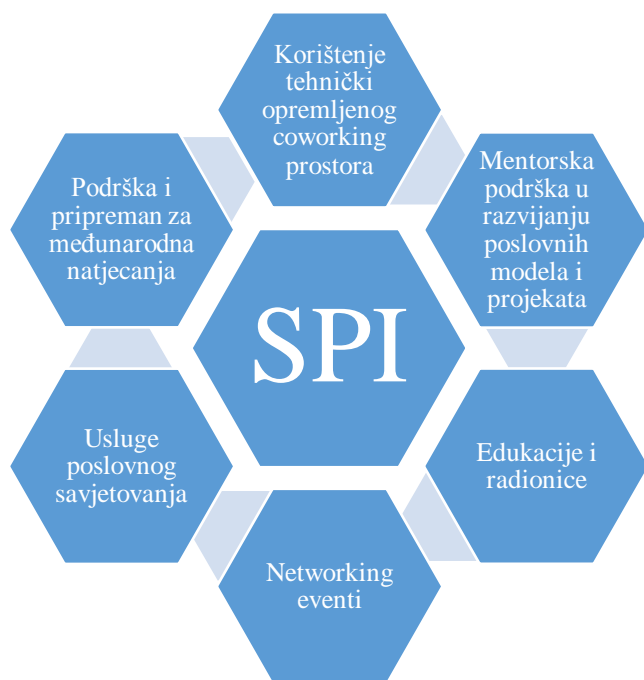 Korištenje
tehnički
opremljenog
coworking
prostora
Mentorska
podrška u
razvijanju
poslovnih
modela i
projekata
Edukacije i
radionice
Networking
eventi
Usluge
poslovnog
savjetovanja
Podrška i
pripreman za
međunarodna
natjecanja
SPI